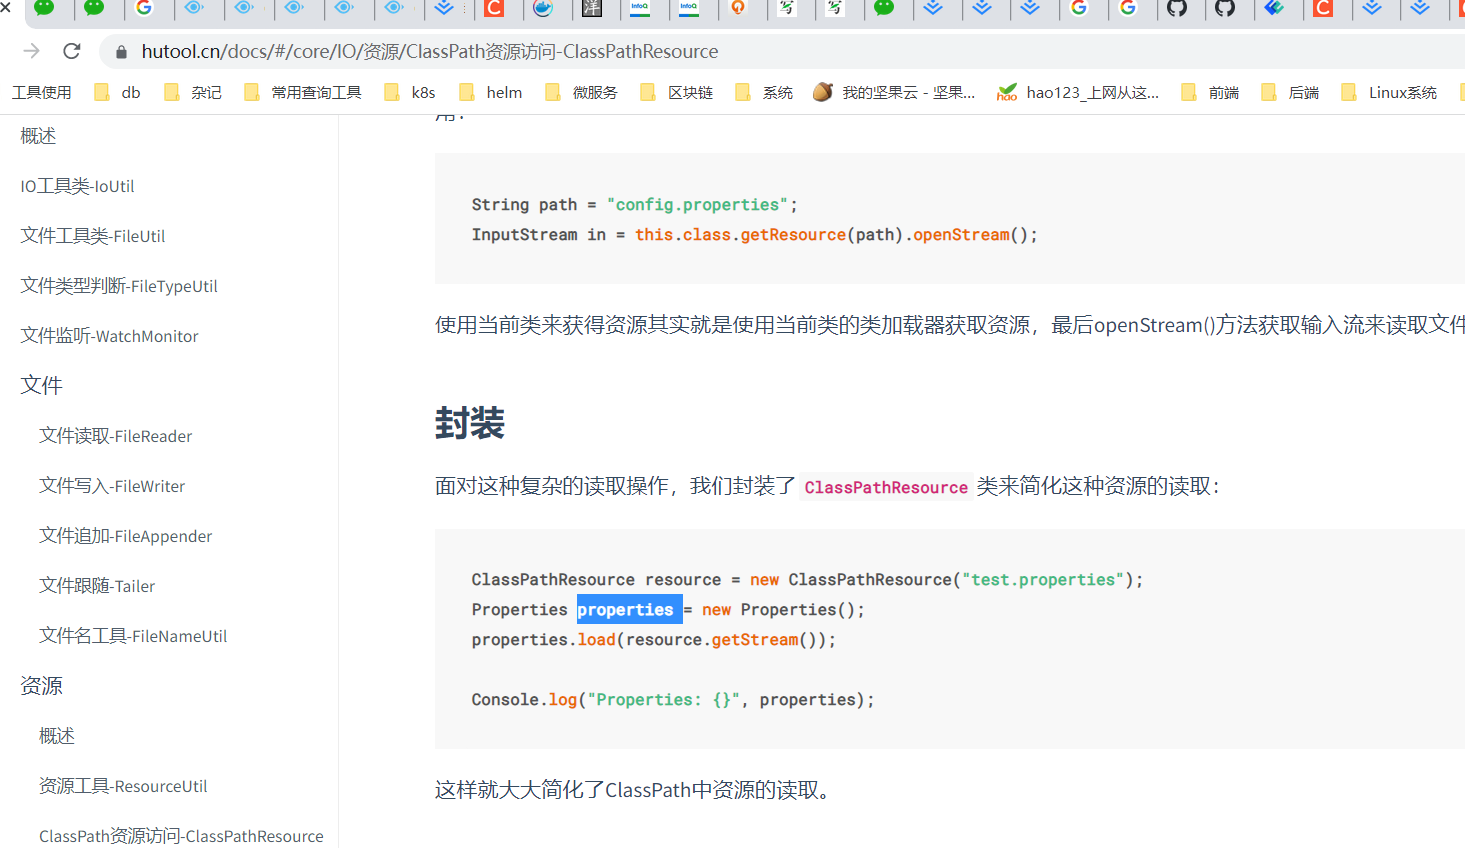 InfoQ
InfoQ
洋
hutool.cn/docs/#/core/IO/资源/ClassPath资源访问-ClassPathResource
工具使用 db 杂记 常用查询工具 k8s helm 微服务 区块链 系统 我的坚果云 - 坚果... hao123_上网从这... 前端 后端 Linux系统
概述
IO工具类-IoUtil
文件工具类-FileUtil
文件类型判断-FileTypeUtil
文件监听-WatchMonitor
文件
文件读取-FileReader
文件写入-FileWriter
文件追加-FileAppender
文件跟随-Tailer
文件名工具-FileNameUtil
资源
概述
资源工具-ResourceUtil
ClassPath资源访问-ClassPathResource
用：
String path = "config.properties";
InputStream in = this.class.getResource(path).openStream();
使用当前类来获得资源其实就是使用当前类的类加载器获取资源，最后openStream()方法获取输入流来读取文件
封装
面对这种复杂的读取操作，我们封装了 ClassPathResource 类来简化这种资源的读取：
ClassPathResource resource = new ClassPathResource("test.properties");
Properties properties = new Properties();
properties.load(resource.getStream());
Console.log("Properties: {}", properties);
这样就大大简化了ClassPath中资源的读取。